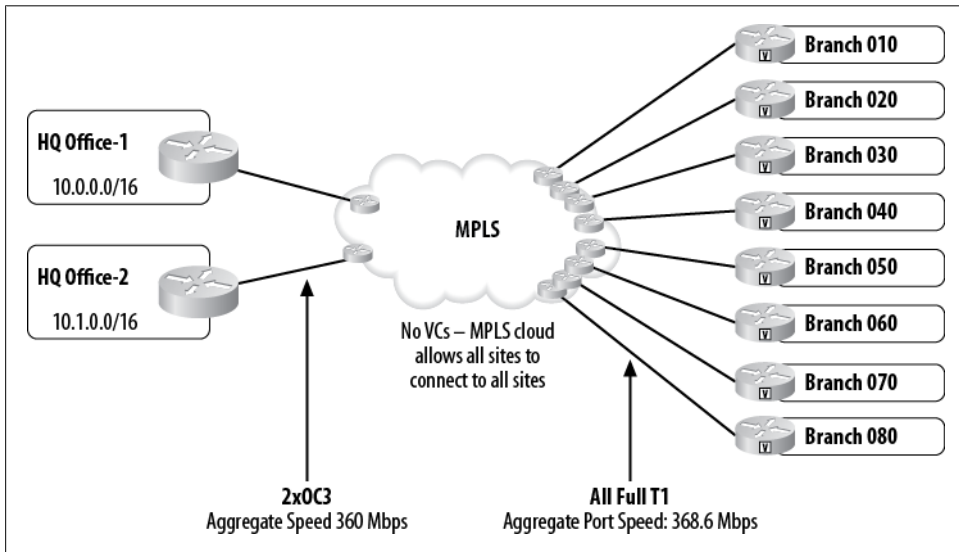 HQ Office-1
10.0.0.0/16
HQ Office-2
10.1.0.0/16
MPLS
No VCs – MPLS cloud
allows all sites to
connect to all sites
Branch 010
V
Branch 020
V
Branch 030
V
Branch 040
V
Branch 050
V
Branch 060
V
Branch 070
V
Branch 080
V
2xOC3
Aggregate Speed 360 Mbps
All Full T1
Aggregate Port Speed: 368.6 Mbps